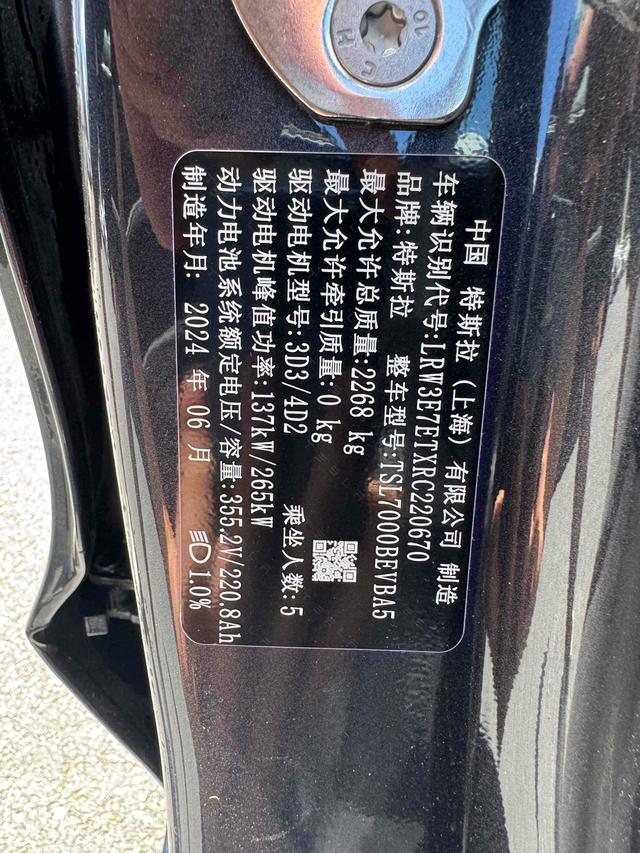 中国 特斯拉（上海）有限公司 制造
车辆识别代号:LRW3E7ETXRC220670
品牌:特斯拉 整车型号:TSL7000BEVBA5
最大允许总质量:2268 kg
最大允许牵引质量:0 kg
驱动电机型号:3D3/4D2 乘坐人数:5
驱动电机峰值功率:137kW/265kW
动力电池系统额定电压/容量:355.2V/220.8Ah
制造年月: 2024 年 06 月 1.0%
10
C H